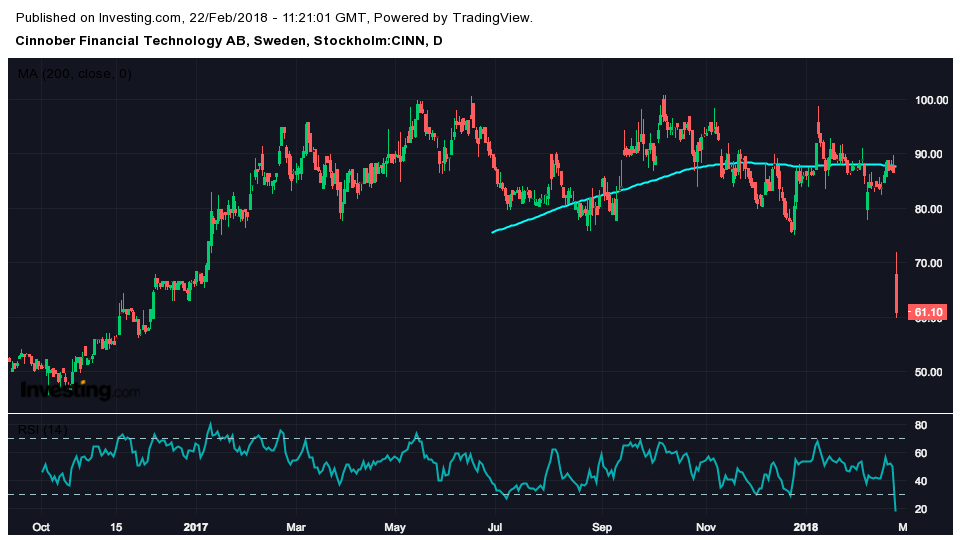 Published on Investing.com, 22/Feb/2018 - 11:21:01 GMT, Powered by TradingView.
Cinnober Financial Technology AB, Sweden, Stockholm:CINN, D
MA (200, close, 0)
100.00
90.00
80.00
70.00
61.10
60.00
50.00
Investing.com
RSI (14)
80
60
40
20
Oct 15 2017 Mar May Jul Sep Nov 2018 M